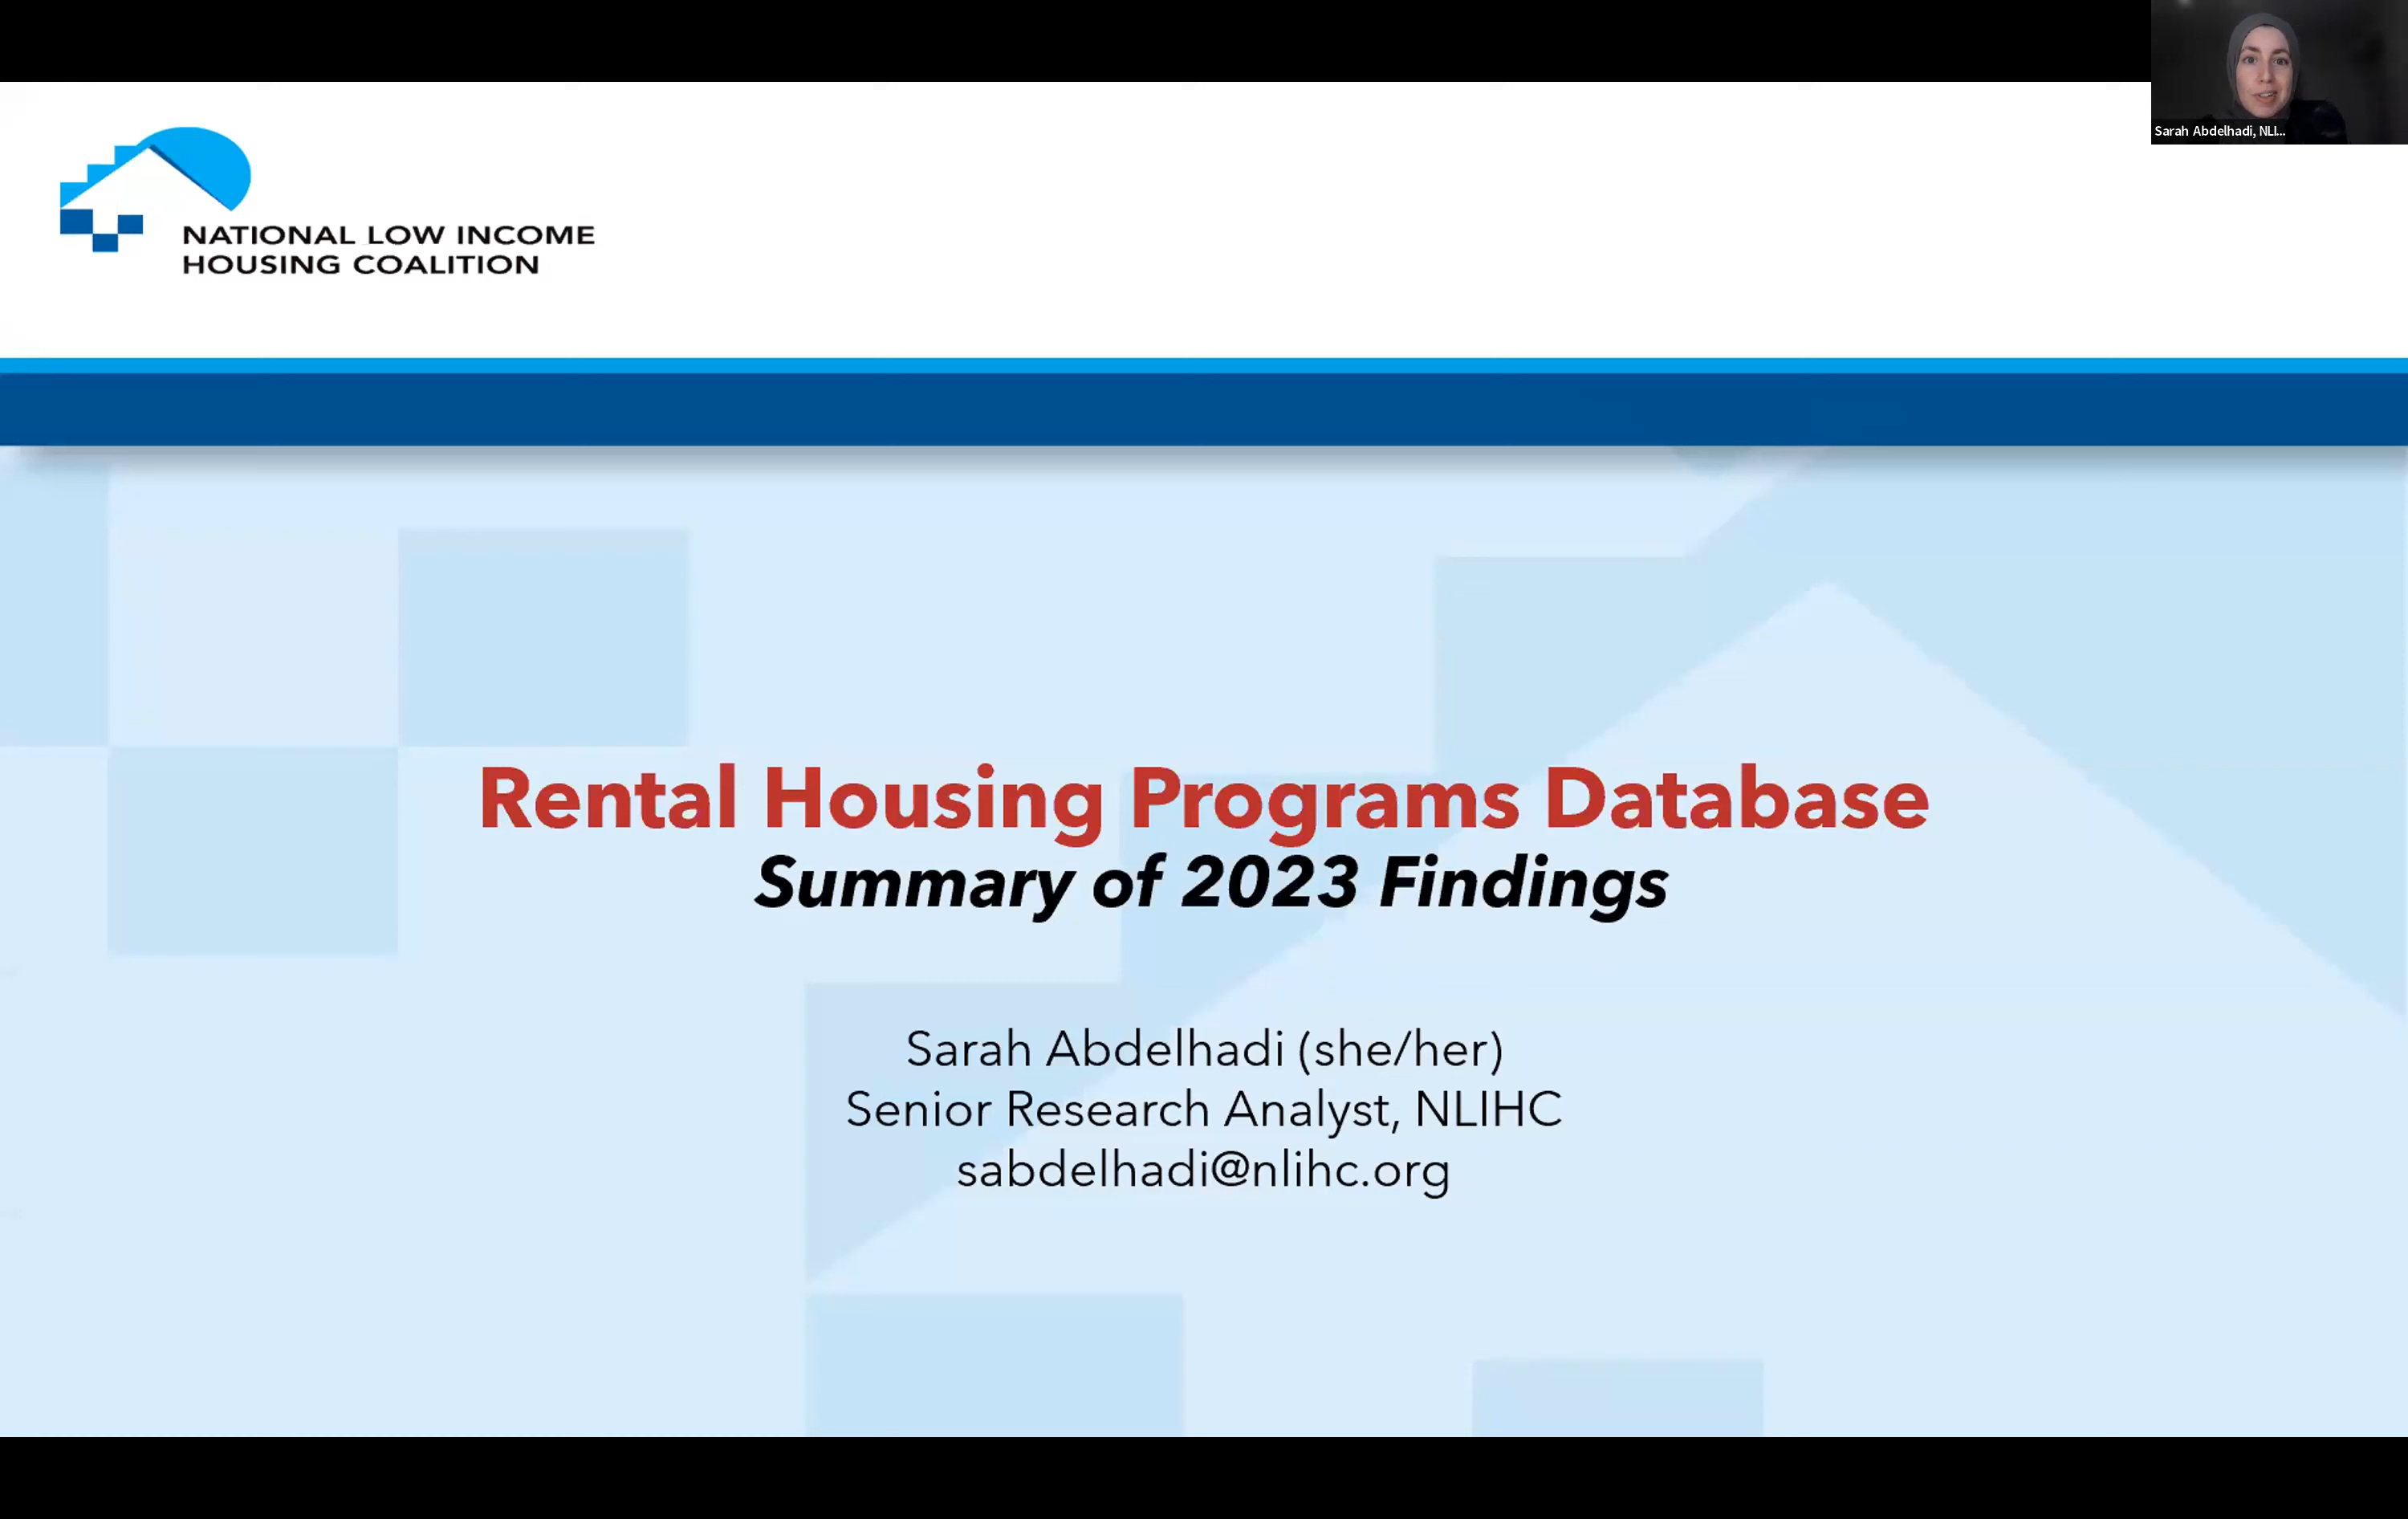 Sarah Abdelhadi, NLI...
NATIONAL LOW INCOME
HOUSING COALITION
Rental Housing Programs Database
Summary of 2023 Findings
Sarah Abdelhadi (she/her)
Senior Research Analyst, NLIHC
sabdelhadi@nlihc.org